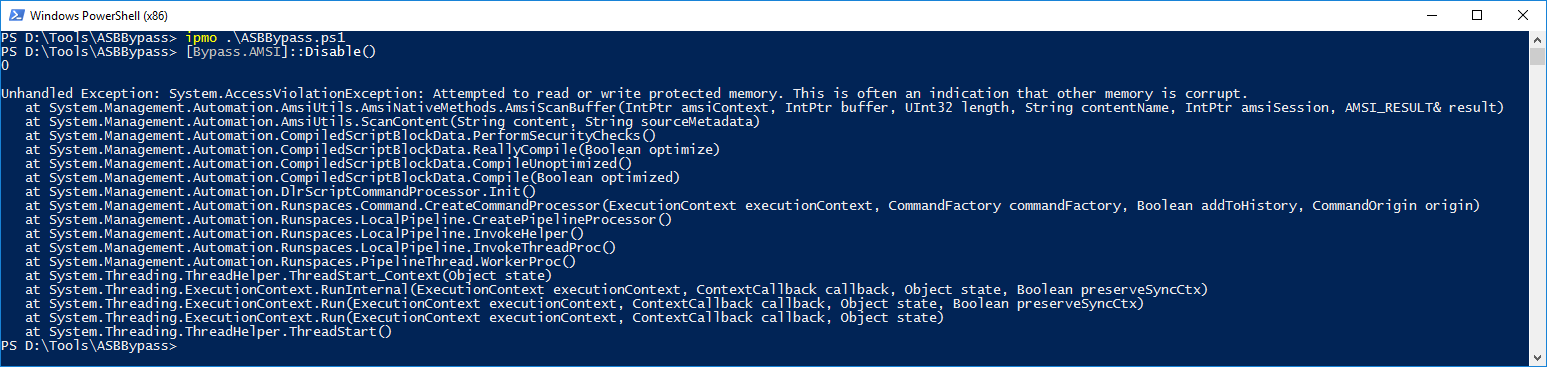 Windows PowerShell (x86)
PS D:\Tools\ASBBypass> ipmo .\ASBBypass.ps1
PS D:\Tools\ASBBypass> [Bypass.AMSI]::Disable()
0
Unhandled Exception: System.AccessViolationException: Attempted to read or write protected memory. This is often an indication that other memory is corrupt.
   at System.Management.Automation.AmsiUtils.AmsiNativeMethods.AmsiScanBuffer(IntPtr amsiContext, IntPtr buffer, UInt32 length, String contentName, IntPtr amsiSession, AMSI_RESULT& result)
   at System.Management.Automation.AmsiUtils.ScanContent(String content, String sourceMetadata)
   at System.Management.Automation.CompiledScriptBlockData.PerformSecurityChecks()
   at System.Management.Automation.CompiledScriptBlockData.ReallyCompile(Boolean optimize)
   at System.Management.Automation.CompiledScriptBlockData.CompileUnoptimized()
   at System.Management.Automation.CompiledScriptBlockData.Compile(Boolean optimized)
   at System.Management.Automation.DlrScriptCommandProcessor.Init()
   at System.Management.Automation.Runspaces.Command.CreateCommandProcessor(ExecutionContext executionContext, CommandFactory commandFactory, Boolean addToHistory, CommandOrigin origin)
   at System.Management.Automation.Runspaces.LocalPipeline.CreatePipelineProcessor()
   at System.Management.Automation.Runspaces.LocalPipeline.InvokeHelper()
   at System.Management.Automation.Runspaces.LocalPipeline.InvokeThreadProc()
   at System.Management.Automation.Runspaces.PipelineThread.WorkerProc()
   at System.Threading.ThreadHelper.ThreadStart_Context(Object state)
   at System.Threading.ExecutionContext.RunInternal(ExecutionContext executionContext, ContextCallback callback, Object state, Boolean preserveSyncCtx)
   at System.Threading.ExecutionContext.Run(ExecutionContext executionContext, ContextCallback callback, Object state, Boolean preserveSyncCtx)
   at System.Threading.ExecutionContext.Run(ExecutionContext executionContext, ContextCallback callback, Object state)
   at System.Threading.ThreadHelper.ThreadStart()
PS D:\Tools\ASBBypass>